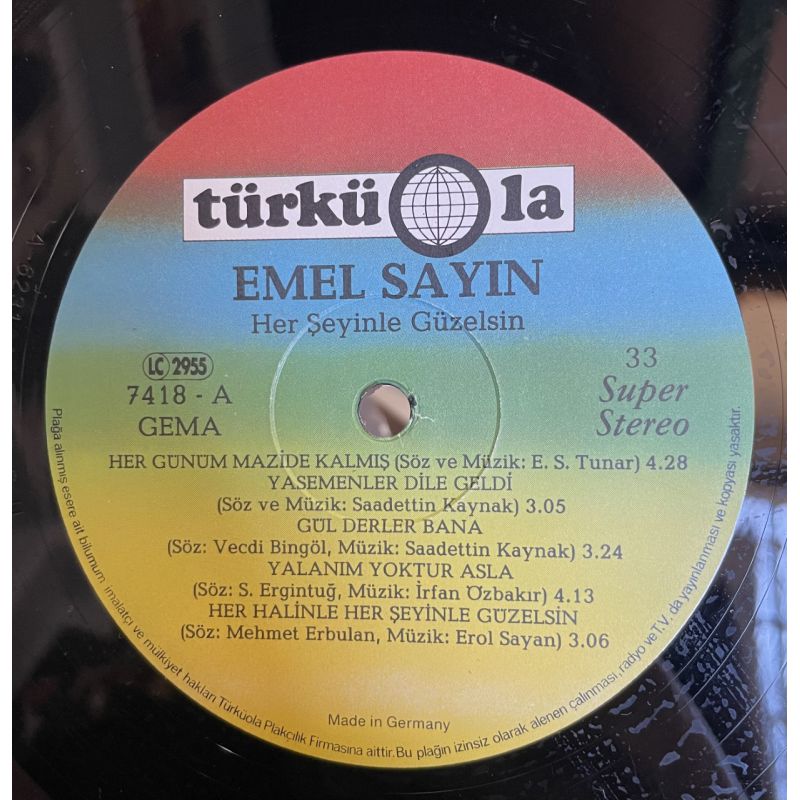 türküola
EMEL SAYIN
Her Şeyinle Güzelsin
LC 2955
7418 - A
GEMA
33
Super
Stereo
HER GÜNÜM MAZİDE KALMIŞ (Söz ve Müzik: E. S. Tunar) 4.28
YASEMENLER DİLE GELDİ
(Söz ve Müzik: Saadettin Kaynak) 3.05
GÜL DERLER BANA
(Söz: Vecdi Bingöl, Müzik: Saadettin Kaynak) 3.24
YALANIM YOKTUR ASLA
(Söz: S. Ergintuğ, Müzik: İrfan Özbakır) 4.13
HER HALİNLE HER ŞEYİNLE GÜZELSİN
(Söz: Mehmet Erbulan, Müzik: Erol Sayan) 3.06
Made in Germany
Plağa alınmış esere ait bilumum imalatçı ve mülkiyet hakları Türküola Plakçılık Firmasına aittir. Bu plağın izinsiz olarak alenen çalınması, radyo ve T.V. da yayınlanması ve kopyası yasaktır.